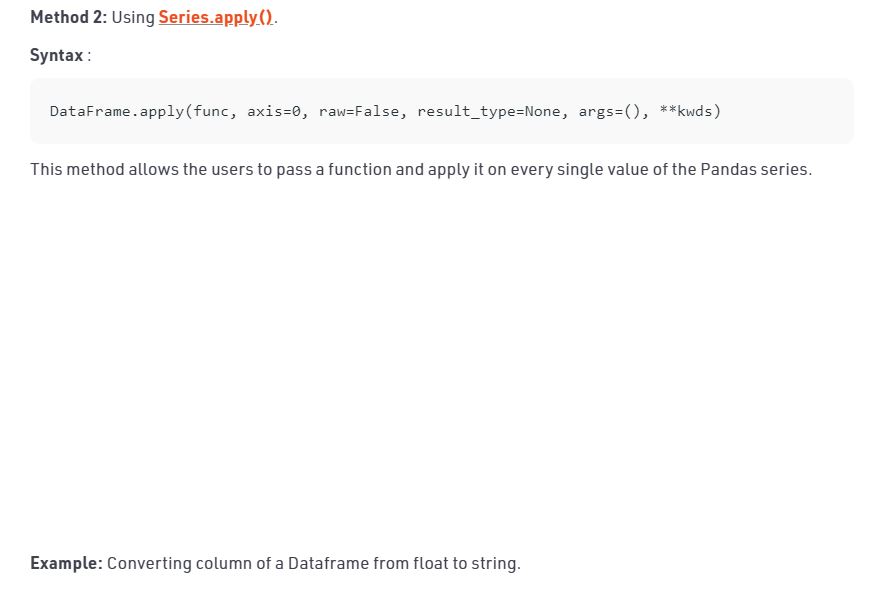 Method 2: Using Series.apply().
Syntax :
DataFrame.apply(func, axis=0, raw=False, result_type=None, args=(), **kwds)
This method allows the users to pass a function and apply it on every single value of the Pandas series.
Example: Converting column of a Dataframe from float to string.